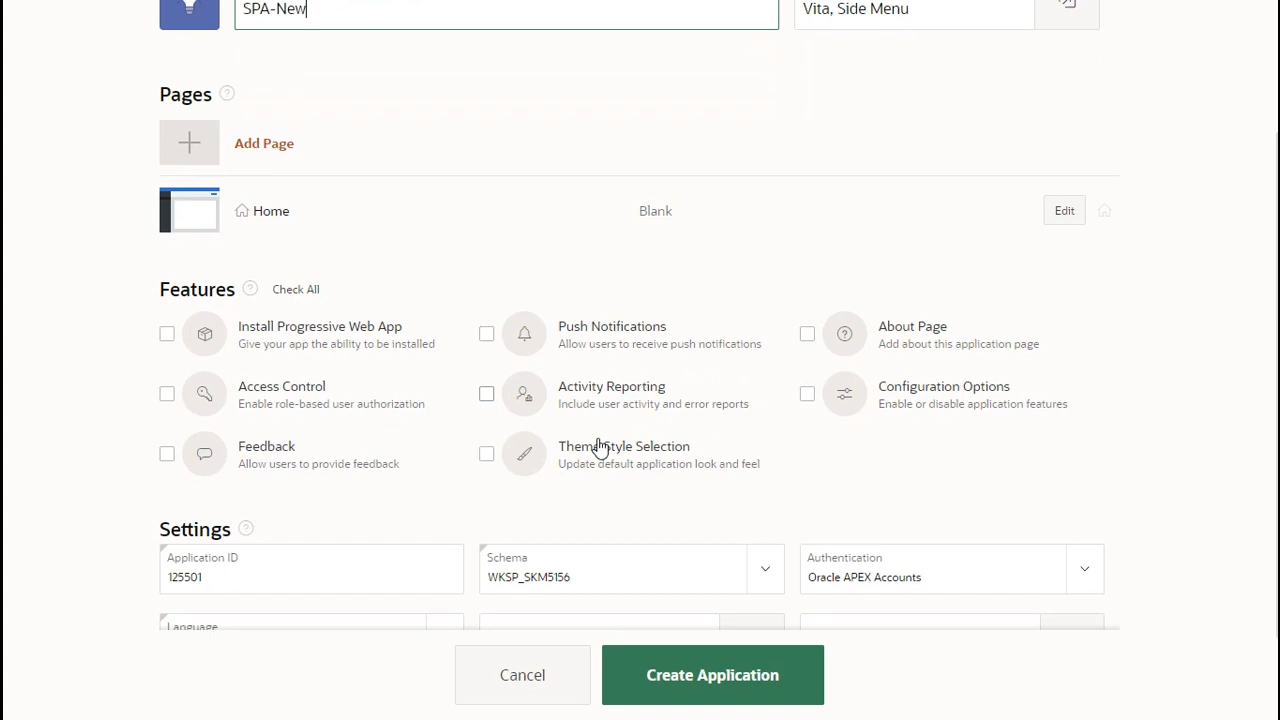 SPA-New
Vita, Side Menu
Pages
Add Page
Home
Blank
Edit
Features
Check All
Install Progressive Web App
Give your app the ability to be installed
Push Notifications
Allow users to receive push notifications
About Page
Add about this application page
Access Control
Enable role-based user authorization
Activity Reporting
Include user activity and error reports
Configuration Options
Enable or disable application features
Feedback
Allow users to provide feedback
Theme Style Selection
Update default application look and feel
Settings
Application ID
125501
Schema
WKSP_SKM5156
Authentication
Oracle APEX Accounts
Language
Cancel
Create Application